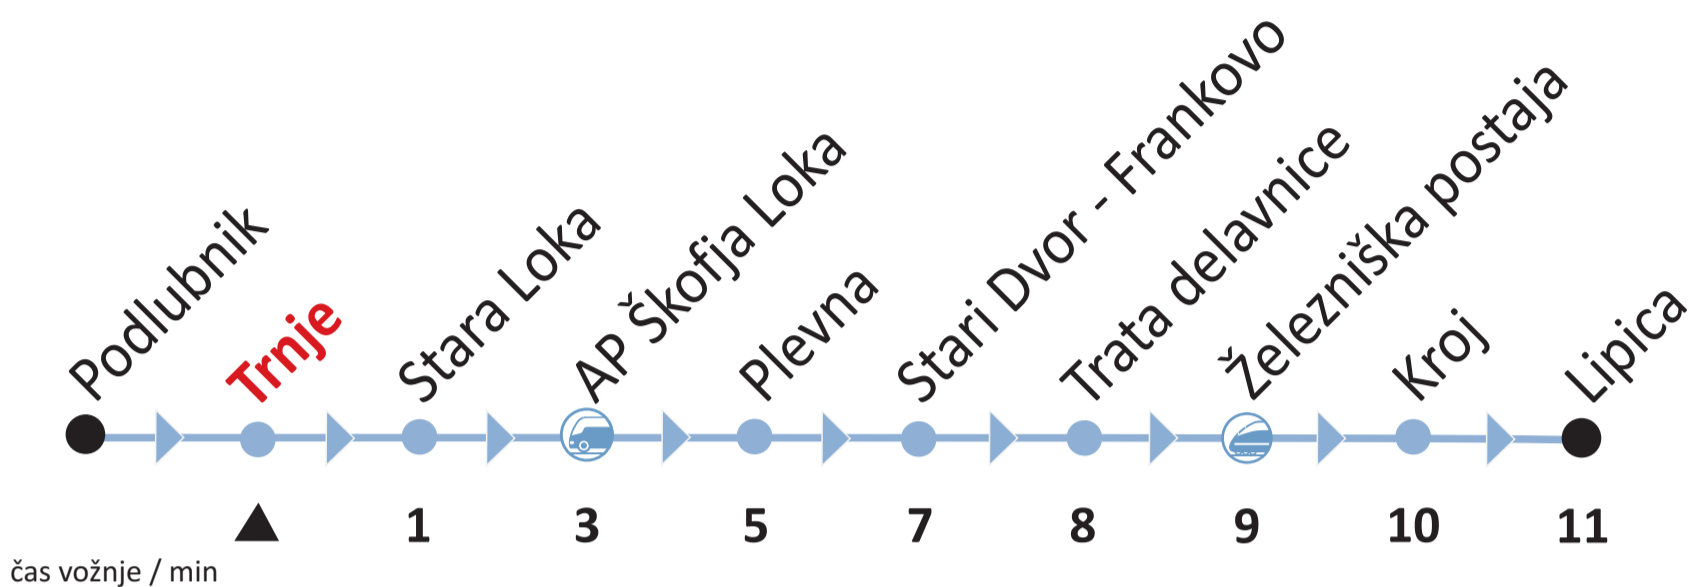 Podlubnik
Trnje
Stara Loka
AP Škofja Loka
Plevna
Stari Dvor - Frankovo
Trata delavnice
Železniška postaja
Kroj
Lipica
1 3 5 7 8 9 10 11
čas vožnje / min